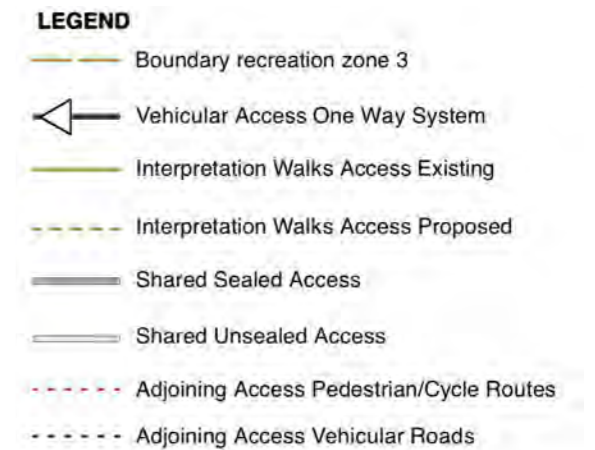 LEGEND
Boundary recreation zone 3
Vehicular Access One Way System
Interpretation Walks Access Existing
Interpretation Walks Access Proposed
Shared Sealed Access
Shared Unsealed Access
Adjoining Access Pedestrian/Cycle Routes
Adjoining Access Vehicular Roads